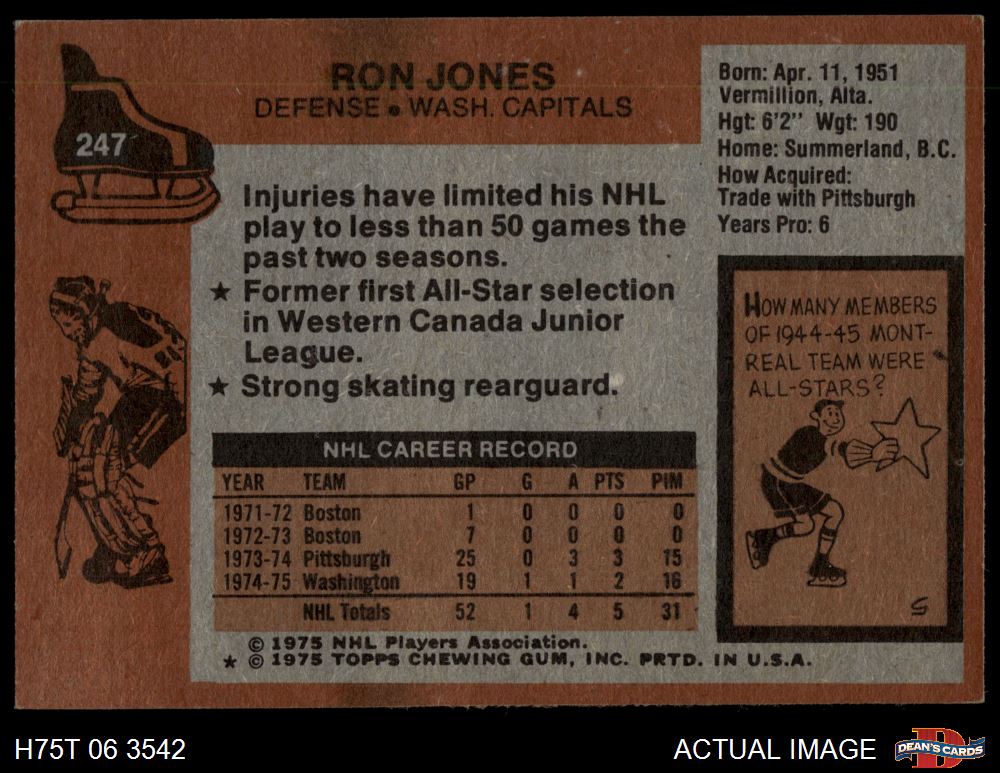 247
RON JONES
DEFENSE • WASH. CAPITALS
Born: Apr. 11, 1951
Vermillion, Alta.
Hgt: 6'2" Wgt: 190
Home: Summerland, B.C.
How Acquired:
Trade with Pittsburgh
Years Pro: 6
Injuries have limited his NHL
play to less than 50 games the
past two seasons.
★ Former first All-Star selection
in Western Canada Junior
League.
★ Strong skating rearguard.
NHL CAREER RECORD
YEAR TEAM GP G A PTS PIM
1971-72 Boston 1 0 0 0 0
1972-73 Boston 7 0 0 0 0
1973-74 Pittsburgh 25 0 3 3 15
1974-75 Washington 19 1 1 2 16
NHL Totals 52 1 4 5 31
HOW MANY MEMBERS
OF 1944-45 MONT-
REAL TEAM WERE
ALL-STARS?
© 1975 NHL Players Association.
★ © 1975 TOPPS CHEWING GUM, INC. PRTD. IN U.S.A.
H75T 06 3542
ACTUAL IMAGE
D
DEAN'S CARDS